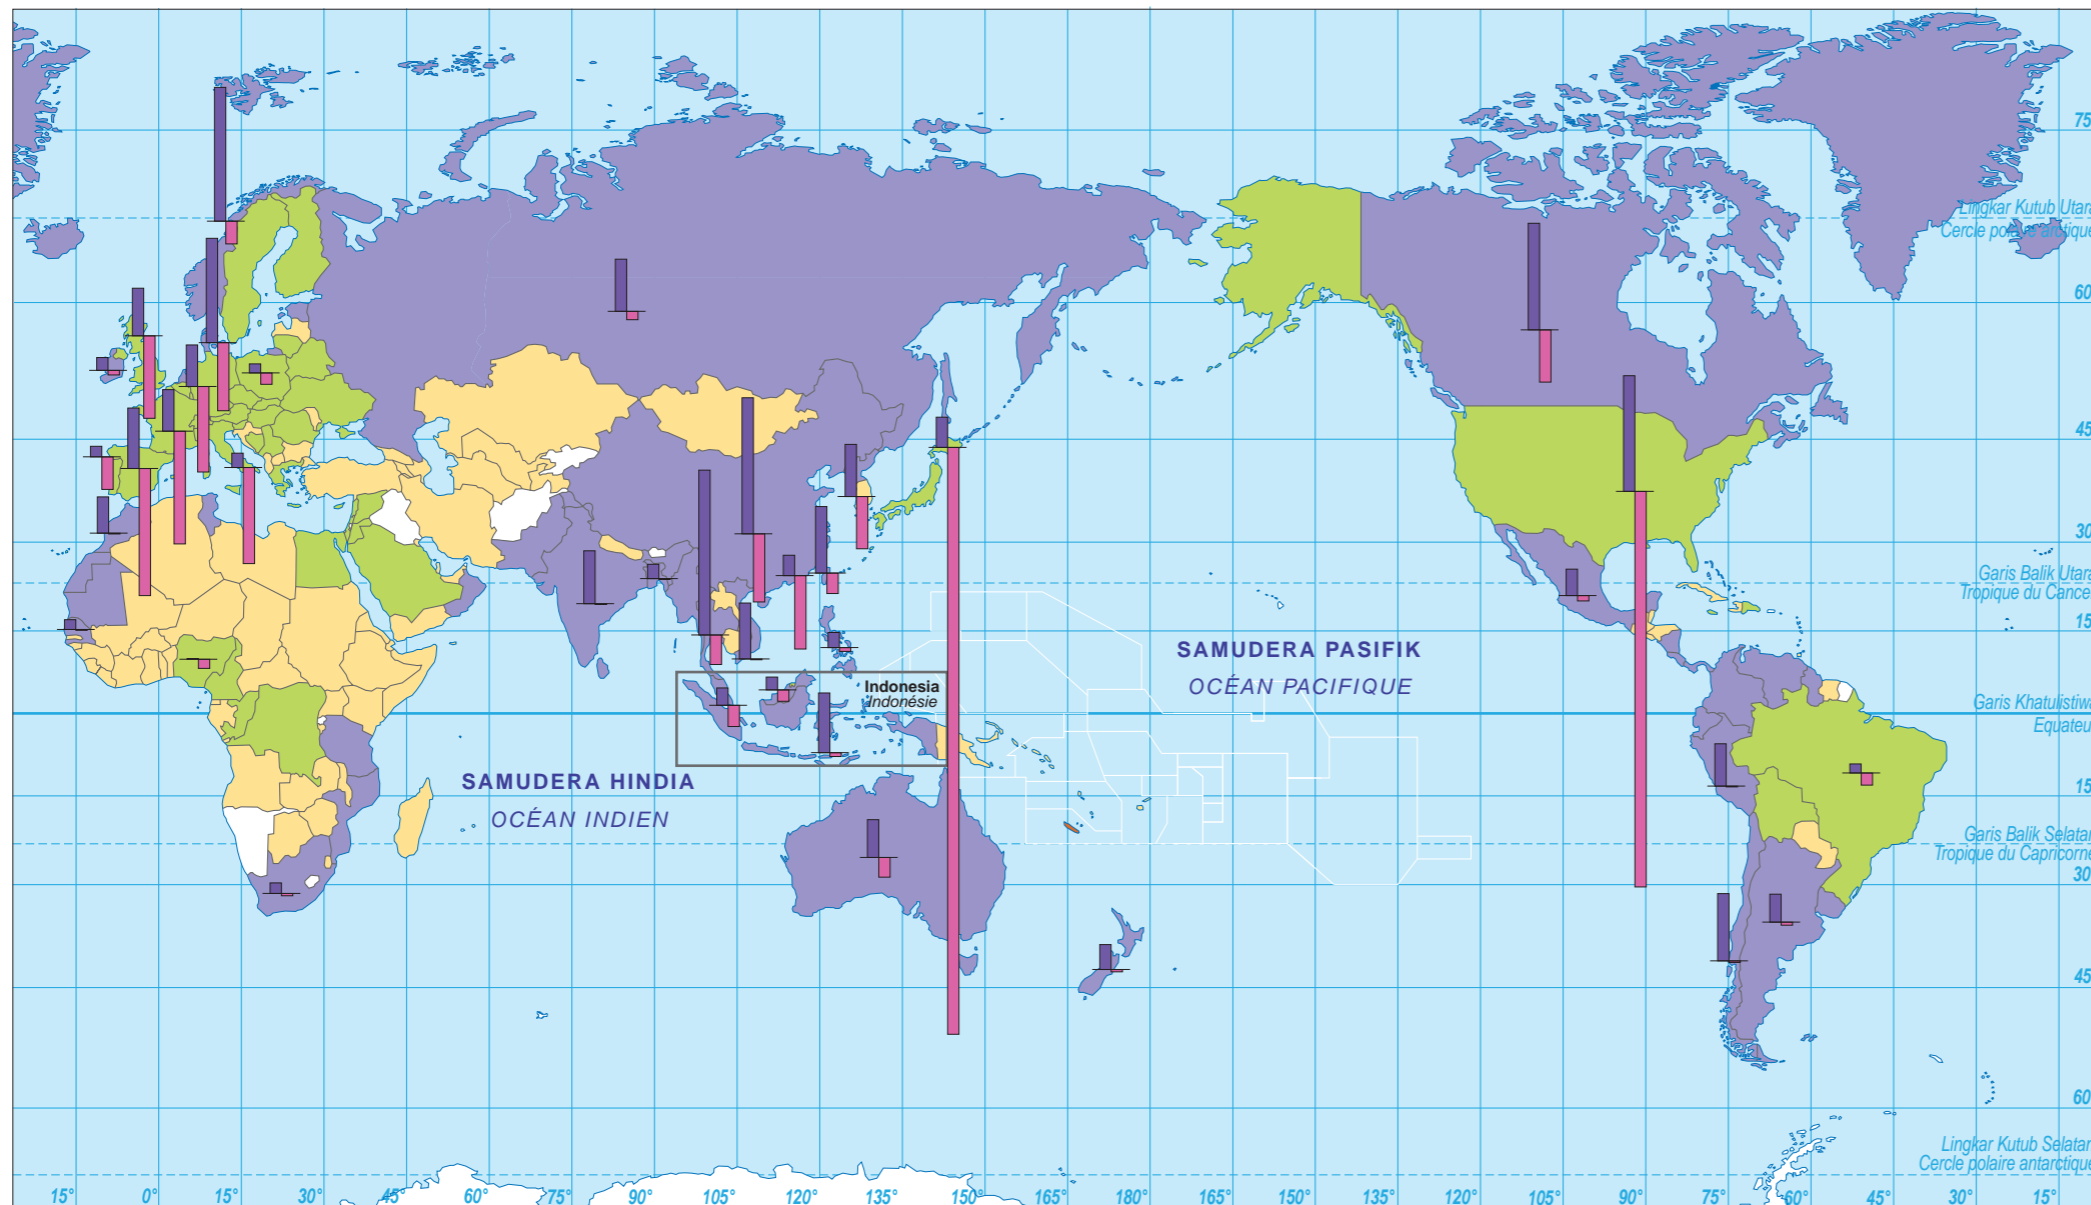 75
Lingkar Kutub Utara
Cercle polaire arctique
60
45
30
Garis Balik Utara
Tropique du Cancer
15
SAMUDERA PASIFIK
OCÉAN PACIFIQUE
Indonesia
Indonésie
Garis Khatulistiwa
Equateur
SAMUDERA HINDIA
OCÉAN INDIEN
15
Garis Balik Selatan
Tropique du Capricorne
30
45
60
Lingkar Kutub Selatan
Cercle polaire antarctique
15° 0° 15° 30° 45° 60° 75° 90° 105° 120° 135° 150° 165° 180° 165° 150° 135° 120° 105° 90° 75° 60° 45° 30° 15°